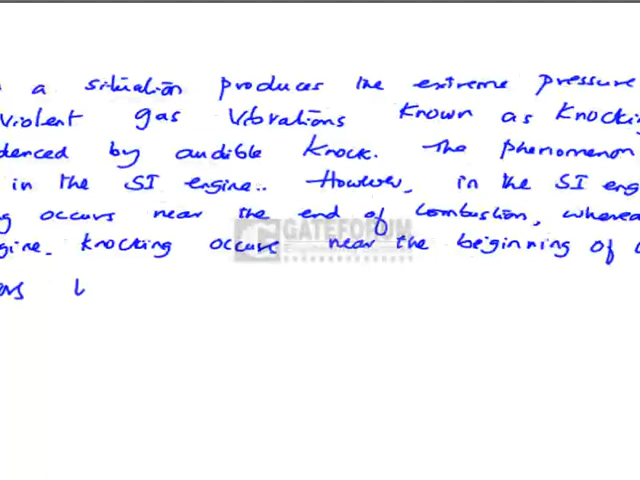 a situation produces the extreme pressure
violent gas vibrations known as Knocki
denced by audible knock. The phenomenon
in the SI engine.. However, in the SI eng
ng occurs near the end of combustion, wherea
gine. Knocking occurs near the beginning of
GATEFORUM